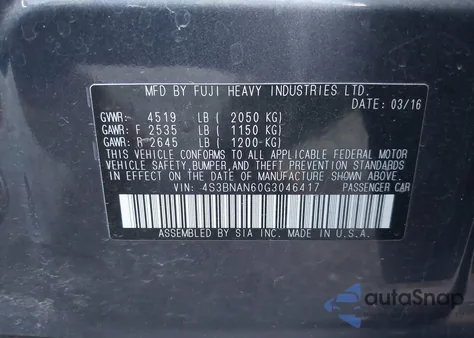 MFD BY FUJI HEAVY INDUSTRIES LTD.
DATE: 03/16
GVWR: 4519 LB ( 2050 KG)
GAWR: F 2535 LB ( 1150 KG)
GAWR: R 2645 LB ( 1200 KG)
THIS VEHICLE CONFORMS TO ALL APPLICABLE FEDERAL MOTOR
VEHICLE SAFETY, BUMPER, AND THEFT PREVENTION STANDARDS
IN EFFECT ON THE DATE OF MANUFACTURE SHOWN ABOVE.
VIN: 4S3BNAN60G3046417 PASSENGER CAR
ASSEMBLED BY SIA INC. MADE IN U.S.A.
autoSnap